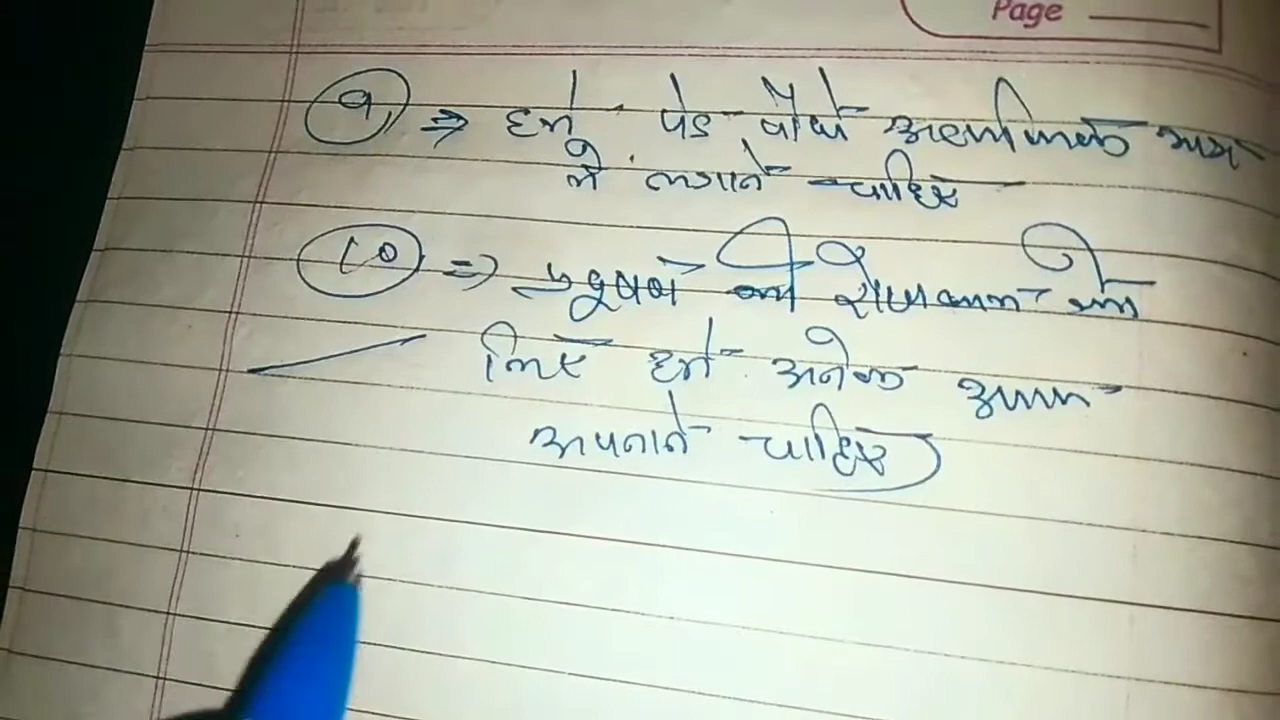 Page
9 ⇒ हमें पेड पौधों अत्यधिक मात्रा
में लगाने चाहिए
10 ⇒ प्रदूषण की रोकथाम के
लिए हमें अनेक उपाय
अपनाने चाहिए